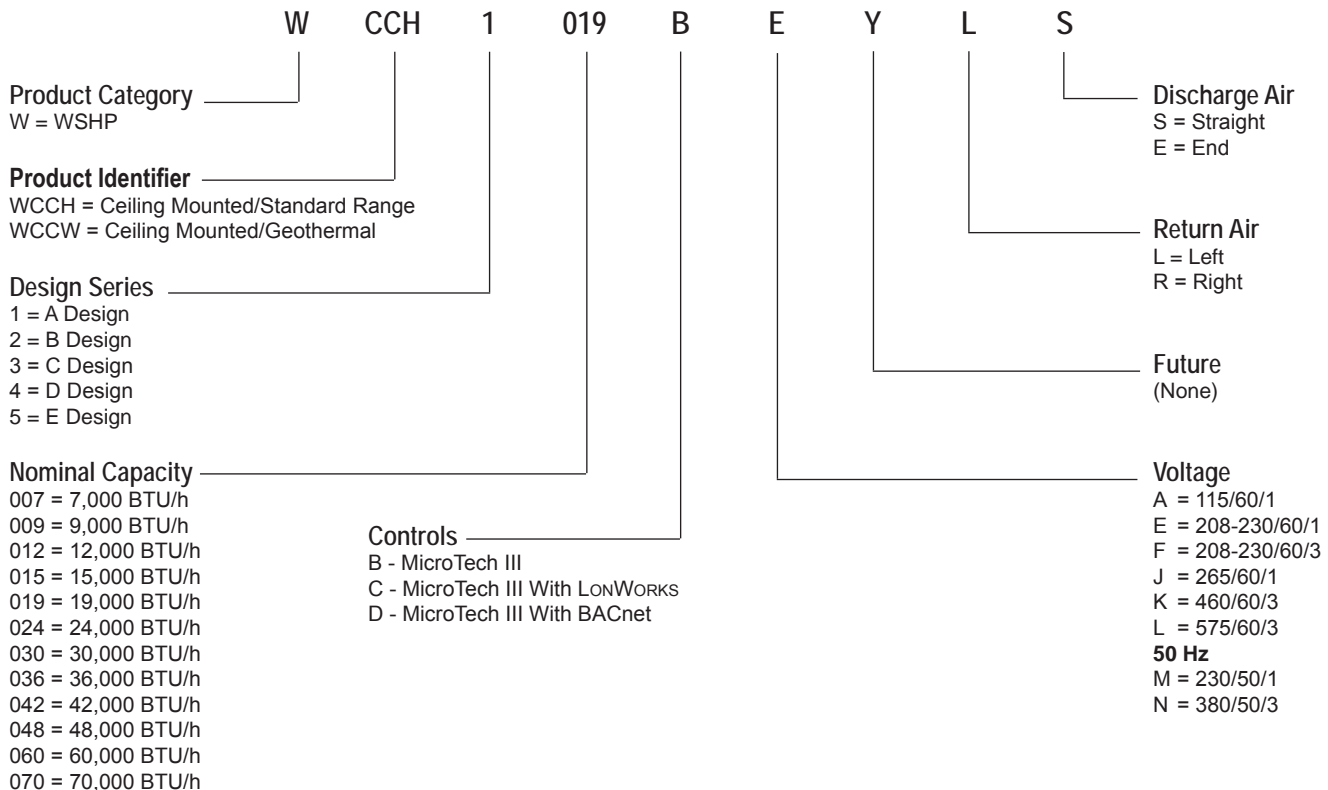 W CCH 1 019 B E Y L S
Product Category
W = WSHP
Product Identifier
WCCH = Ceiling Mounted/Standard Range
WCCW = Ceiling Mounted/Geothermal
Design Series
1 = A Design
2 = B Design
3 = C Design
4 = D Design
5 = E Design
Nominal Capacity
007 = 7,000 BTU/h
009 = 9,000 BTU/h
012 = 12,000 BTU/h
015 = 15,000 BTU/h
019 = 19,000 BTU/h
024 = 24,000 BTU/h
030 = 30,000 BTU/h
036 = 36,000 BTU/h
042 = 42,000 BTU/h
048 = 48,000 BTU/h
060 = 60,000 BTU/h
070 = 70,000 BTU/h
Controls
B - MicroTech III
C - MicroTech III With LONWORKS
D - MicroTech III With BACnet
Discharge Air
S = Straight
E = End
Return Air
L = Left
R = Right
Future
(None)
Voltage
A = 115/60/1
E = 208-230/60/1
F = 208-230/60/3
J = 265/60/1
K = 460/60/3
L = 575/60/3
50 Hz
M = 230/50/1
N = 380/50/3